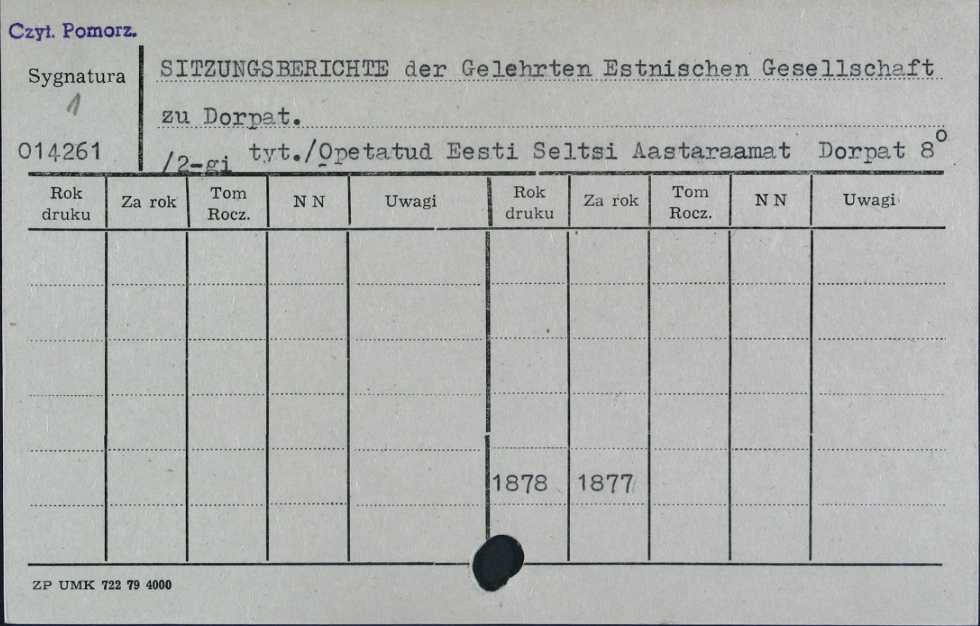 Czyt. Pomorz.
Sygnatura
1
014261
SITZUNGSBERICHTE der Gelehrten Estnischen Gesellschaft
zu Dorpat.
/2-gi tyt./Opetatud Eesti Seltsi Aastaraamat Dorpat 8°
Rok druku Za rok Tom Rocz. NN Uwagi Rok druku Za rok Tom Rocz. NN Uwagi
1878 1877
ZP UMK 722 79 4000